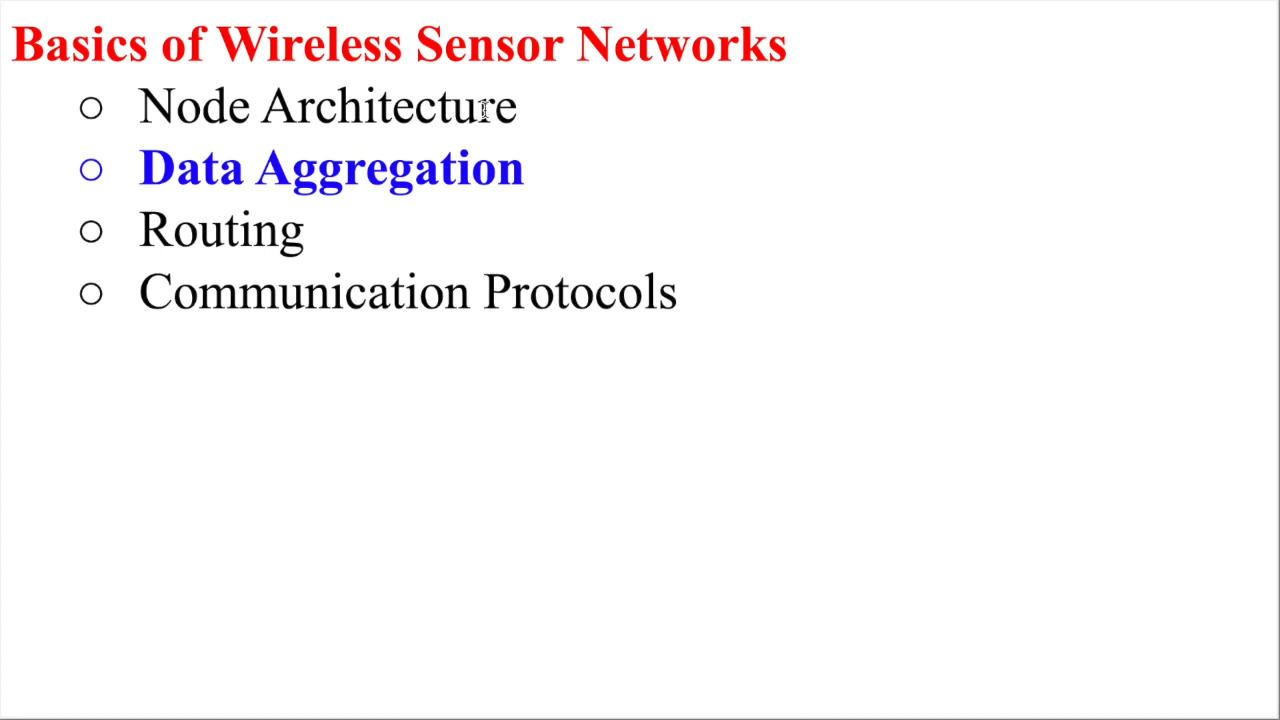 Basics of Wireless Sensor Networks
○ Node Architecture
○ Data Aggregation
○ Routing
○ Communication Protocols